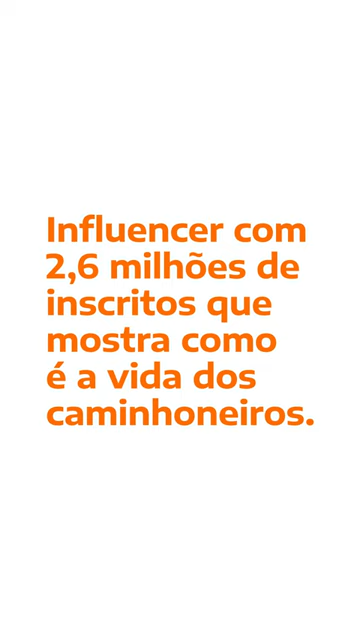 Influencer com
2,6 milhões de
inscritos que
mostra como
é a vida dos
caminhoneiros.